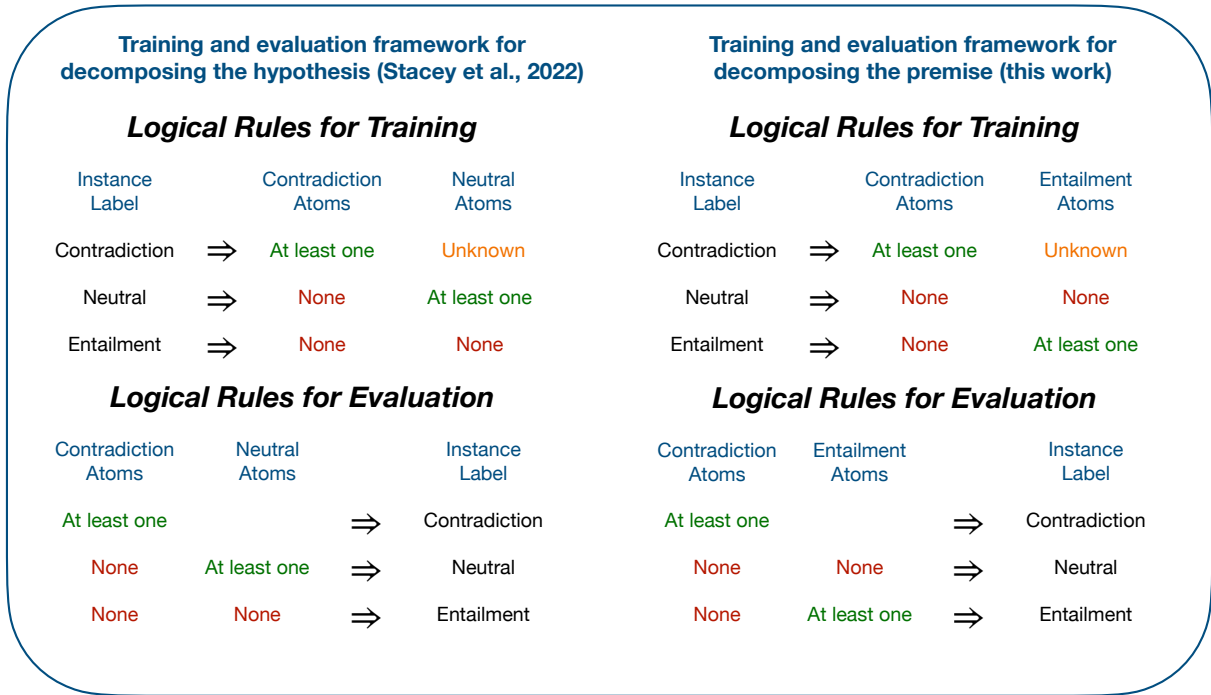 Training and evaluation framework for
decomposing the hypothesis (Stacey et al., 2022)
Logical Rules for Training
Instance Label Contradiction Atoms Neutral Atoms
Contradiction ⇒ At least one Unknown
Neutral ⇒ None At least one
Entailment ⇒ None None
Logical Rules for Evaluation
Contradiction Atoms Neutral Atoms Instance Label
At least one ⇒ Contradiction
None At least one ⇒ Neutral
None None ⇒ Entailment
Training and evaluation framework for
decomposing the premise (this work)
Logical Rules for Training
Instance Label Contradiction Atoms Entailment Atoms
Contradiction ⇒ At least one Unknown
Neutral ⇒ None None
Entailment ⇒ None At least one
Logical Rules for Evaluation
Contradiction Atoms Entailment Atoms Instance Label
At least one ⇒ Contradiction
None None ⇒ Neutral
None At least one ⇒ Entailment